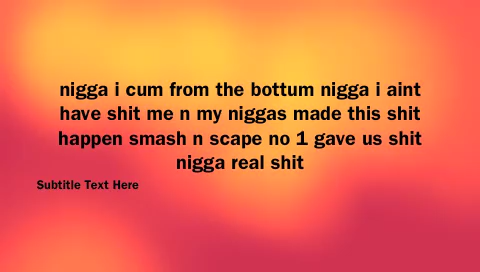 nigga i cum from the bottum nigga i aint
have shit me n my niggas made this shit
happen smash n scape no 1 gave us shit
nigga real shit
Subtitle Text Here